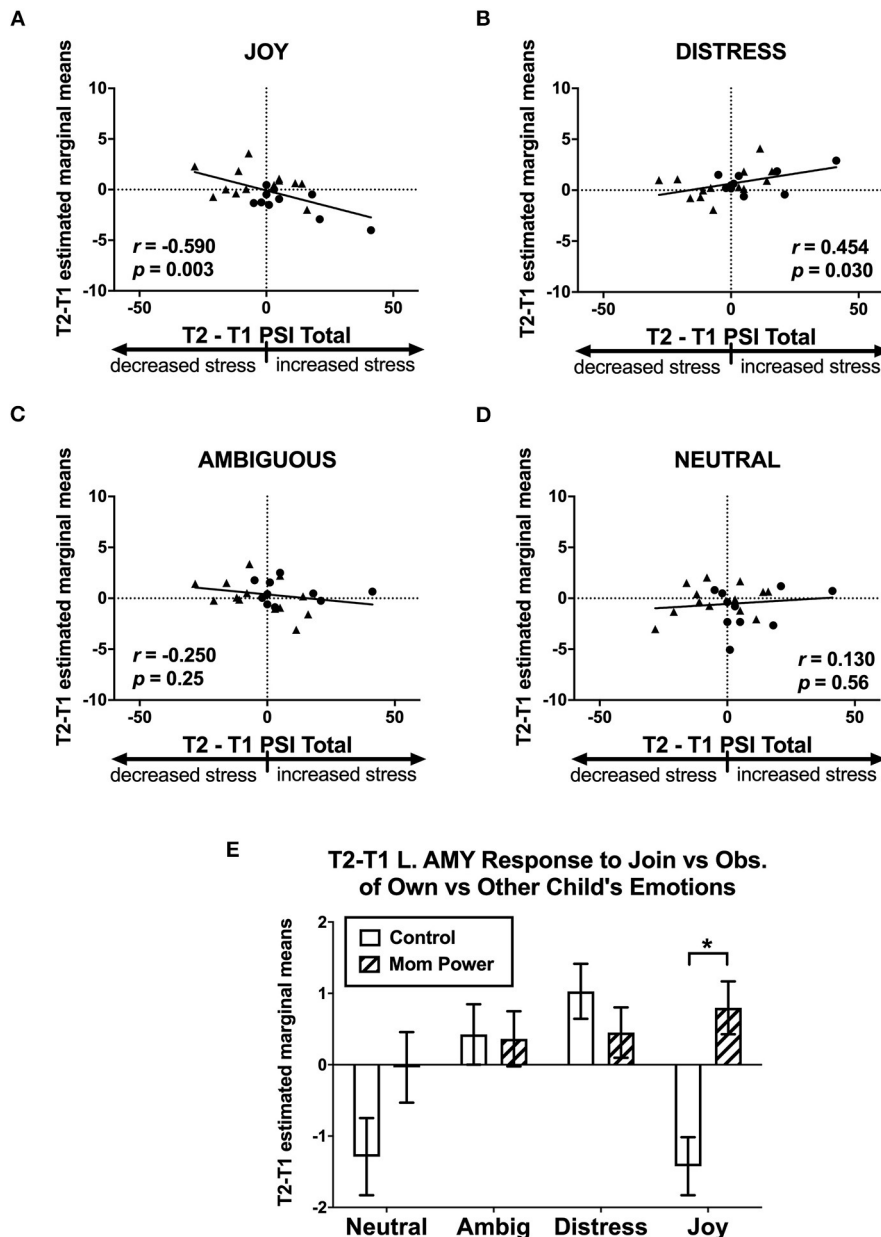 A
JOY
T2-T1 estimated marginal means
10
5
0
-5
-10
r = -0.590
p = 0.003
-50
0
50
T2 - T1 PSI Total
decreased stress
increased stress
B
DISTRESS
T2-T1 estimated marginal means
10
5
0
-5
-10
r = 0.454
p = 0.030
-50
0
50
T2 - T1 PSI Total
decreased stress
increased stress
C
AMBIGUOUS
T2-T1 estimated marginal means
10
5
0
-5
-10
r = -0.250
p = 0.25
-50
0
50
T2 - T1 PSI Total
decreased stress
increased stress
D
NEUTRAL
T2-T1 estimated marginal means
10
5
0
-5
-10
r = 0.130
p = 0.56
-50
0
50
T2 - T1 PSI Total
decreased stress
increased stress
E
T2-T1 L. AMY Response to Join vs Obs.
of Own vs Other Child's Emotions
T2-T1 estimated marginal means
2
1
0
-1
-2
Control
Mom Power
*
Neutral
Ambig
Distress
Joy